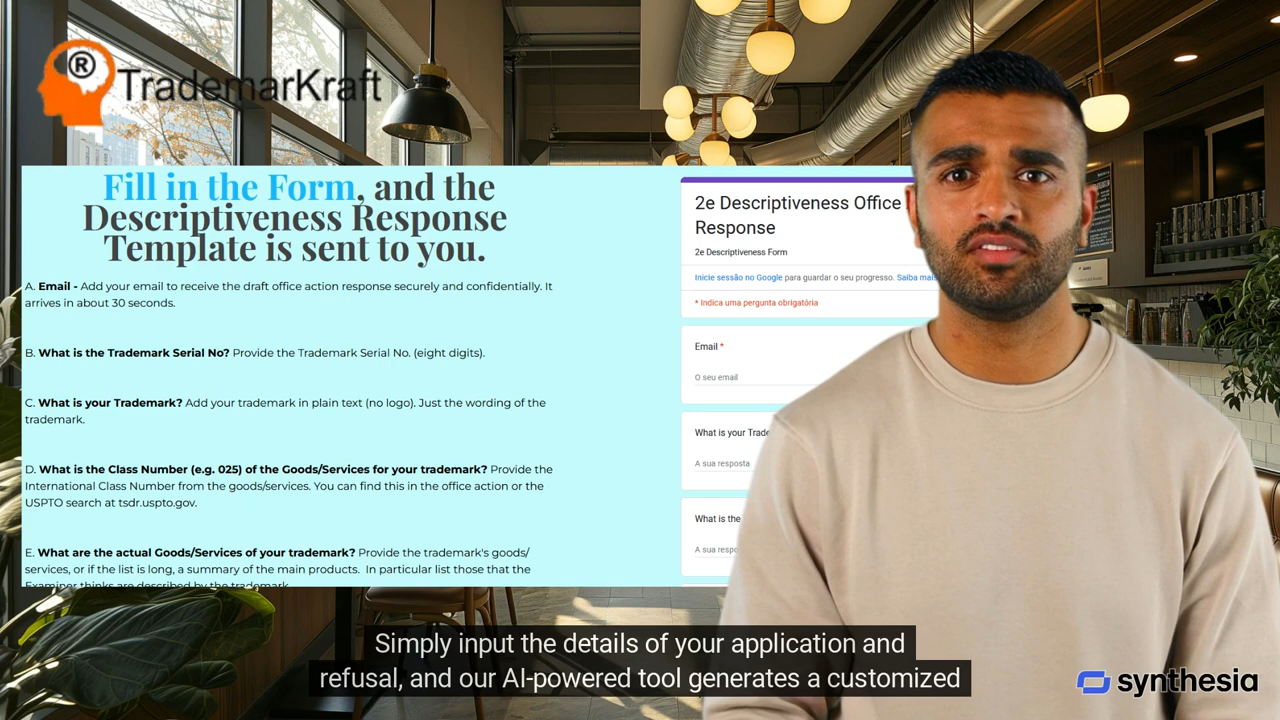 ®
TrademarKraft
Fill in the Form, and the
Descriptiveness Response
Template is sent to you.
A. Email - Add your email to receive the draft office action response securely and confidentially. It
arrives in about 30 seconds.
B. What is the Trademark Serial No? Provide the Trademark Serial No. (eight digits).
C. What is your Trademark? Add your trademark in plain text (no logo). Just the wording of the
trademark.
D. What is the Class Number (e.g. 025) of the Goods/Services for your trademark? Provide the
International Class Number from the goods/services. You can find this in the office action or the
USPTO search at tsdr.uspto.gov.
E. What are the actual Goods/Services of your trademark? Provide the trademark's goods/
services, or if the list is long, a summary of the main products. In particular list those that the
Examiner thinks are described by the trademark.
2e Descriptiveness Office
Response
2e Descriptiveness Form
Inicie sessão no Google para guardar o seu progresso. Saiba mais
* Indica uma pergunta obrigatória
Email *
O seu email
What is your
A sua resposta
What is the
A sua
Simply input the details of your application and
refusal, and our AI-powered tool generates a customized
synthesia